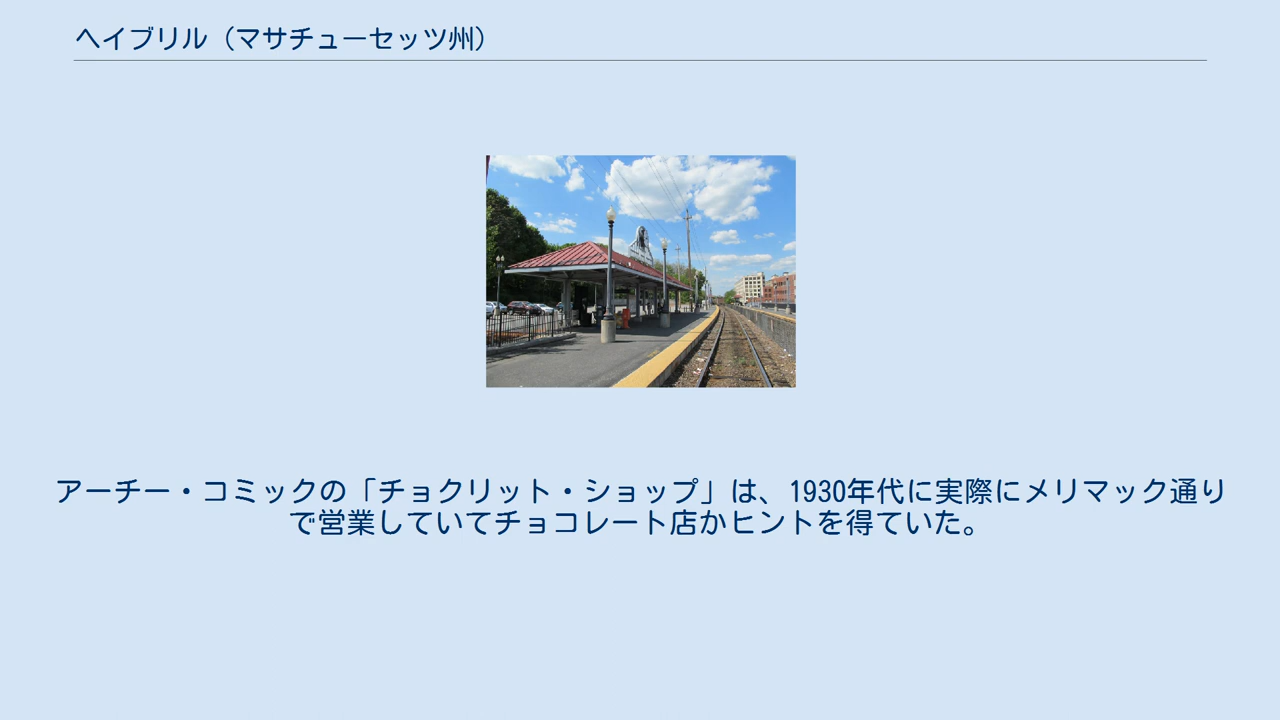 ヘイブリル（マサチューセッツ州）
アーチー・コミックの「チョクリット・ショップ」は、1930年代に実際にメリマック通り
で営業していてチョコレート店かヒントを得ていた。